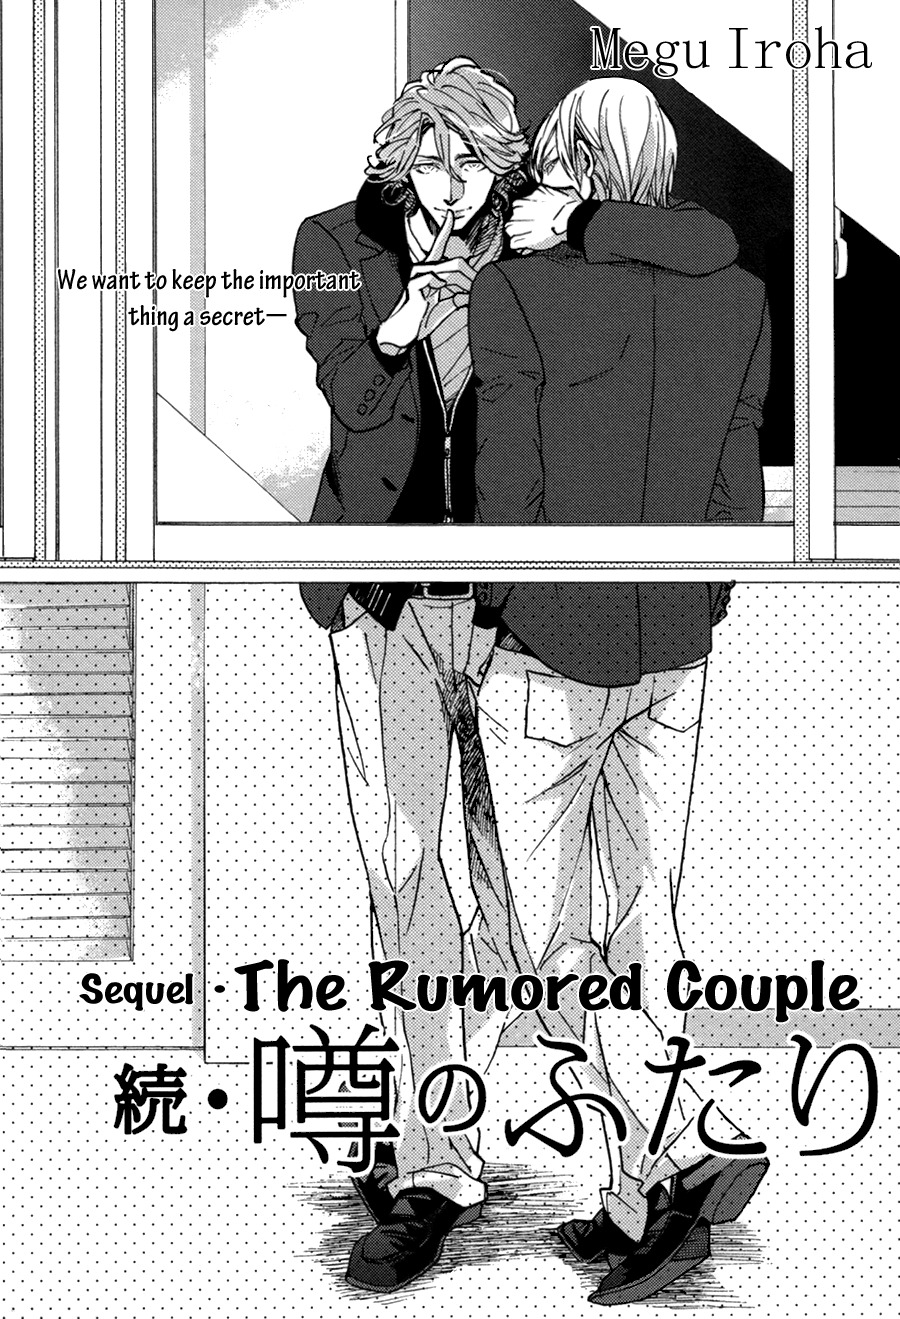 Megu Iroha
We want to keep the important
thing a secret—
Sequel · The Rumored Couple
続・噂のふたり